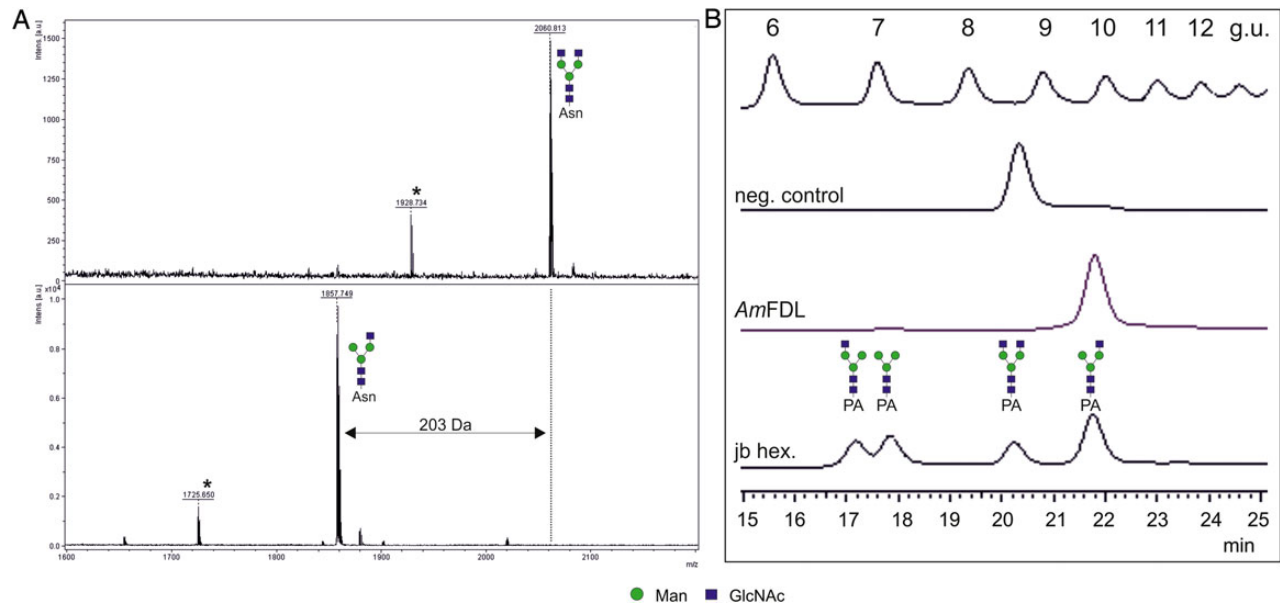 A
Intens. [a.u.]
1500
1250
1000
750
500
250
0
*
1928.734
2060.813
Asn
x10⁴
Intens. [a.u.]
1.0
0.8
0.6
0.4
0.2
0.0
*
1725.650
1857.749
Asn
203 Da
1600 1700 1800 1900 2000 2100 m/z
B
6 7 8 9 10 11 12 g.u.
neg. control
AmFDL
PA PA PA PA
jb hex.
15 16 17 18 19 20 21 22 23 24 25
min
Man GlcNAc